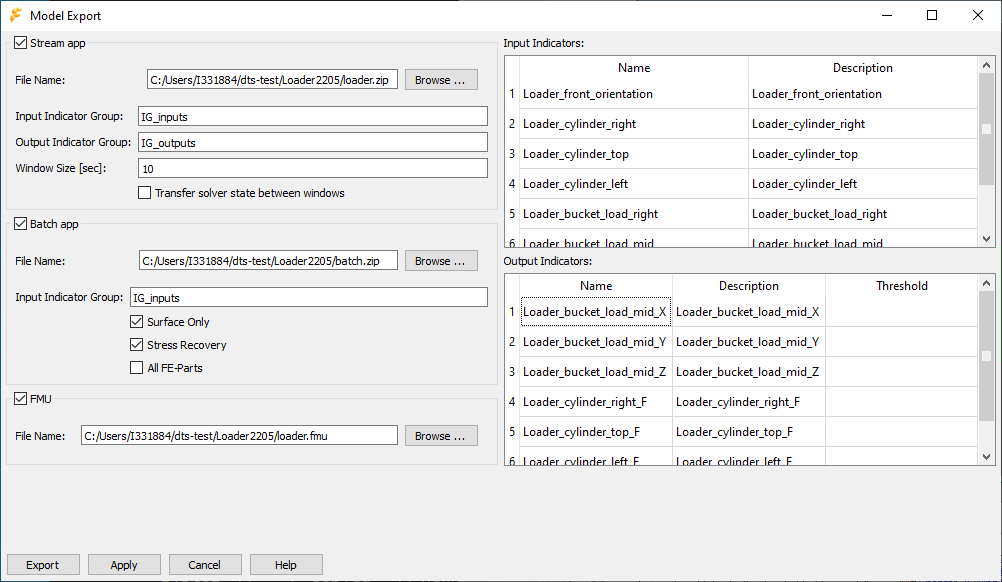 Model Export
Stream app
File Name: C:/Users/I331884/dts-test/Loader2205/loader.zip Browse ...
Input Indicator Group: IG_inputs
Output Indicator Group: IG_outputs
Window Size [sec]: 10
Transfer solver state between windows
Batch app
File Name: C:/Users/I331884/dts-test/Loader2205/batch.zip Browse ...
Input Indicator Group: IG_inputs
Surface Only
Stress Recovery
All FE-Parts
FMU
File Name: C:/Users/I331884/dts-test/Loader2205/loader.fmu Browse ...
Input Indicators:
Name Description
1 Loader_front_orientation Loader_front_orientation
2 Loader_cylinder_right Loader_cylinder_right
3 Loader_cylinder_top Loader_cylinder_top
4 Loader_cylinder_left Loader_cylinder_left
5 Loader_bucket_load_right Loader_bucket_load_right
6 Loader_bucket_load_mid Loader_bucket_load_mid
Output Indicators:
Name Description Threshold
1 Loader_bucket_load_mid_X Loader_bucket_load_mid_X
2 Loader_bucket_load_mid_Y Loader_bucket_load_mid_Y
3 Loader_bucket_load_mid_Z Loader_bucket_load_mid_Z
4 Loader_cylinder_right_F Loader_cylinder_right_F
5 Loader_cylinder_top_F Loader_cylinder_top_F
6 Loader_cylinder_left_F Loader_cylinder_left_F
Export Apply Cancel Help